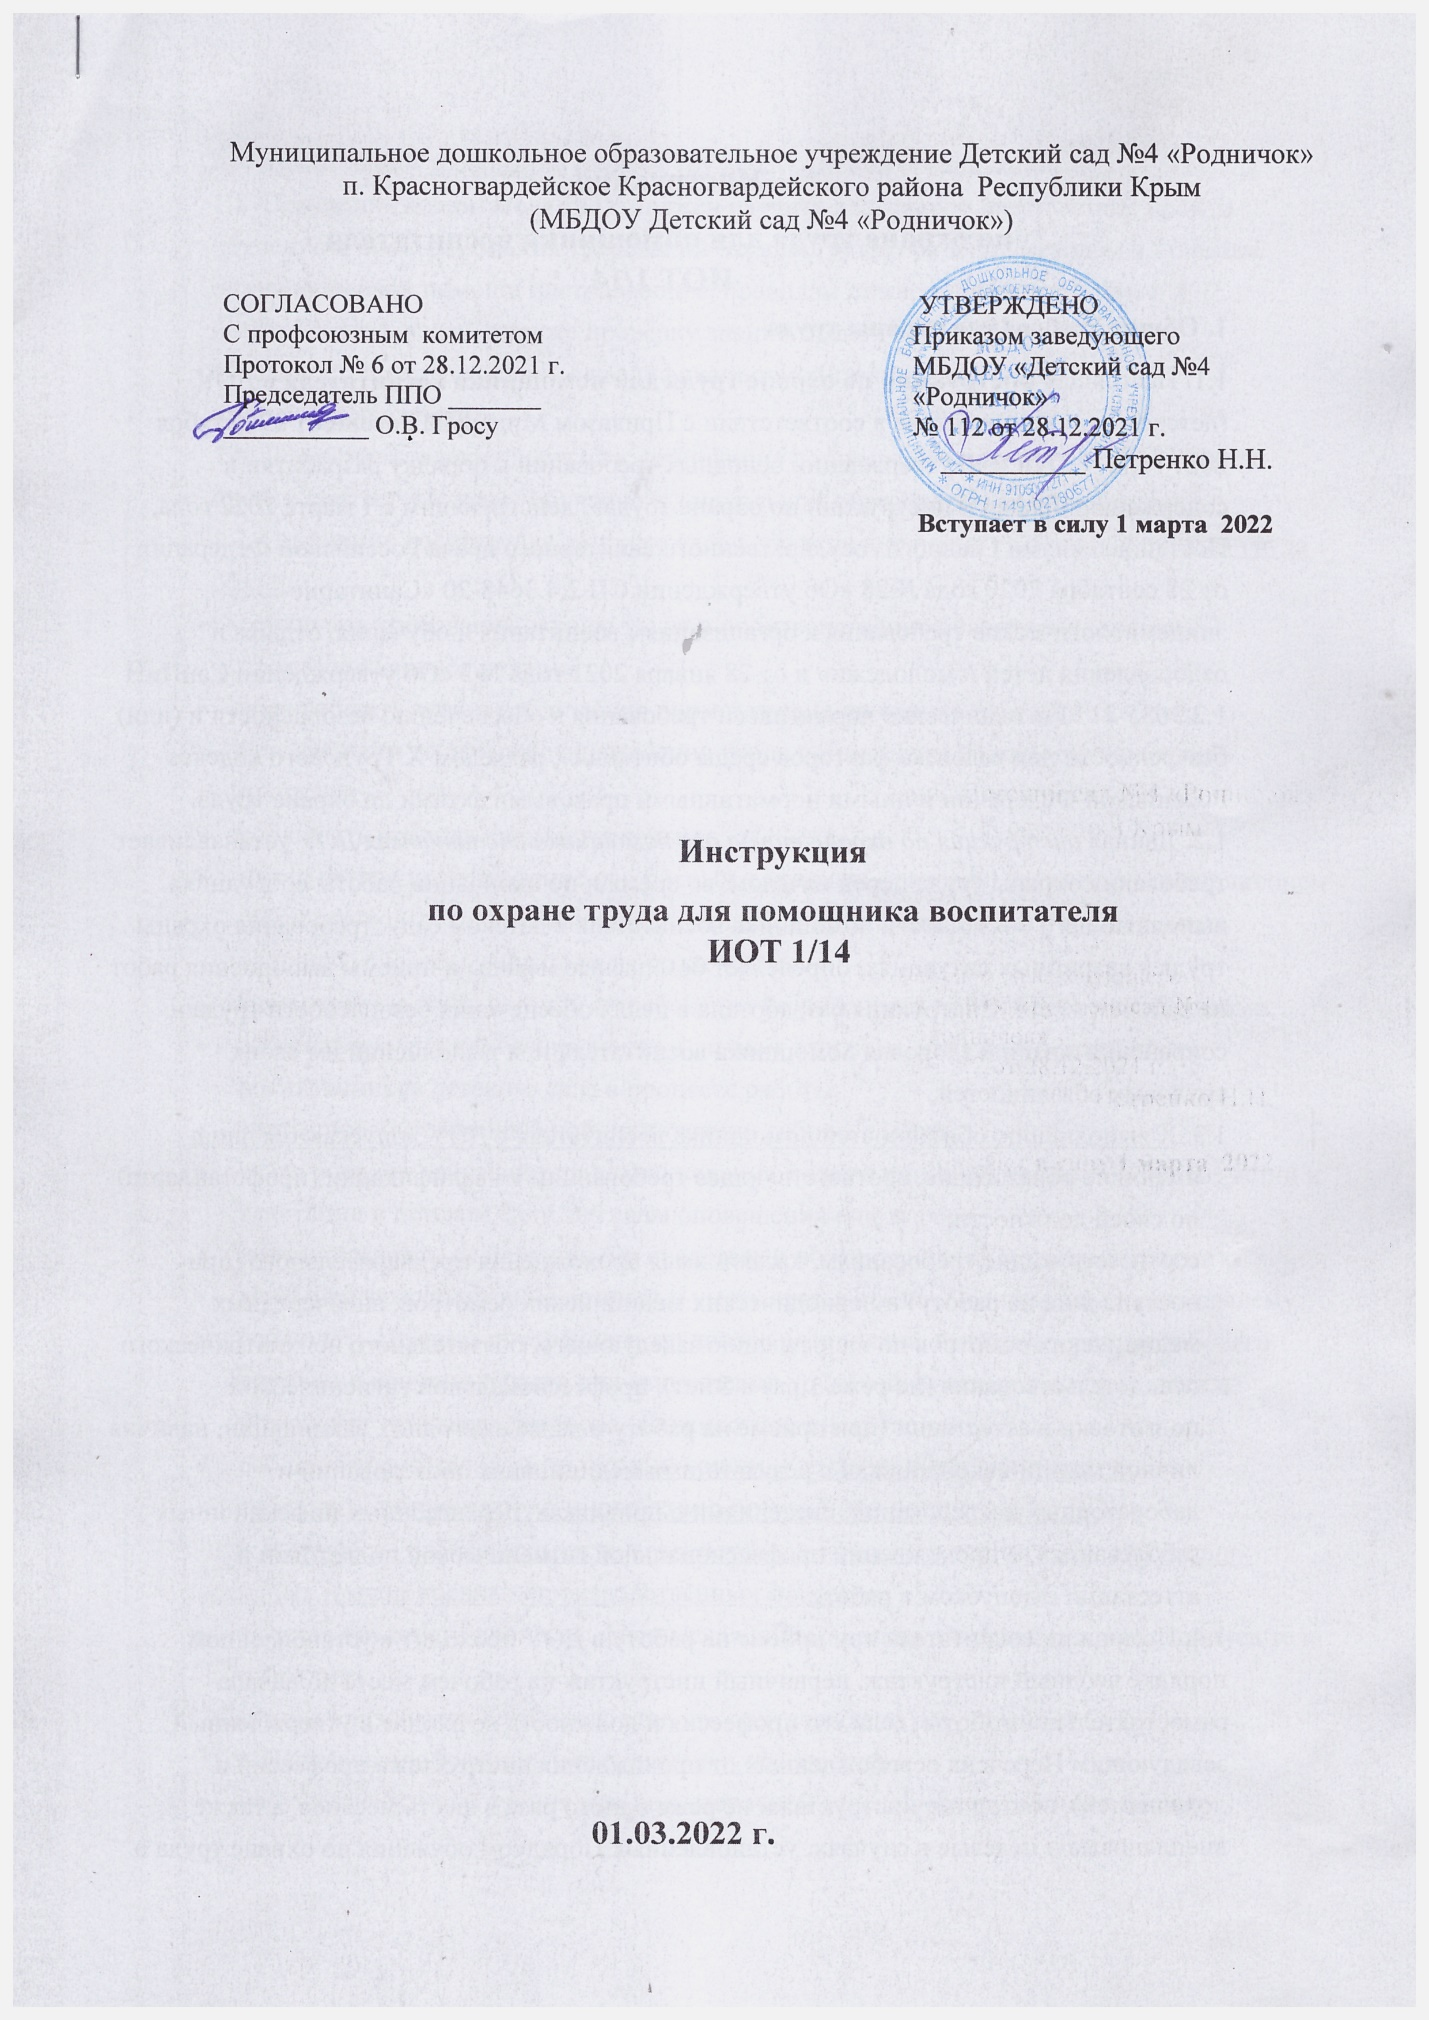 Муниципальное дошкольное образовательное учреждение Детский сад №4 «Родничок»
п. Красногвардейское Красногвардейского района Республики Крым
(МБДОУ Детский сад №4 «Родничок»)
СОГЛАСОВАНО
С профсоюзным комитетом
Протокол № 6 от 28.12.2021 г.
Председатель ППО _______
___________ О.В. Гросу
УТВЕРЖДЕНО
Приказом заведующего
МБДОУ «Детский сад №4
«Родничок»
№ 112 от 28.12.2021 г.
___________ Петренко Н.Н.
Вступает в силу 1 марта 2022
Инструкция
по охране труда для помощника воспитателя
ИОТ 1/14
01.03.2022 г.